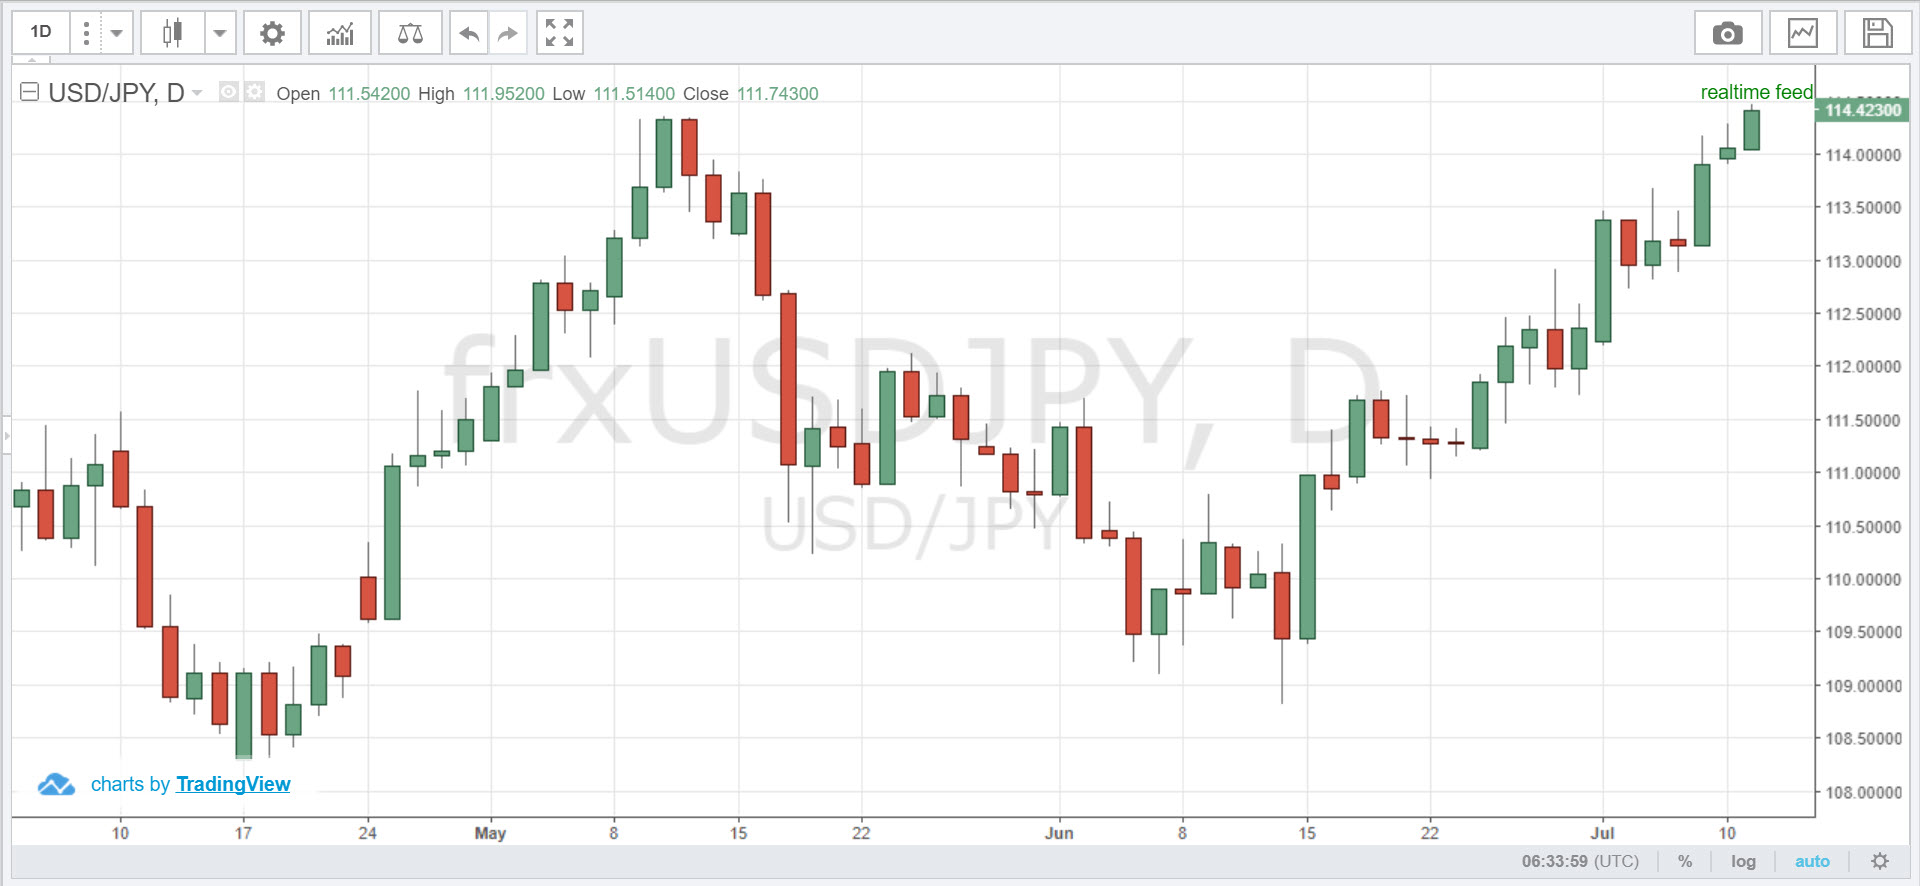 1D
USD/JPY, D Open 111.54200 High 111.95200 Low 111.51400 Close 111.74300
realtime feed
114.42300
114.00000
113.50000
113.00000
112.50000
112.00000
111.50000
111.00000
110.50000
110.00000
109.50000
109.00000
108.50000
108.00000
frxUSDJPY, D
USD/JPY
charts by TradingView
10 17 24 May 8 15 22 Jun 8 15 22 Jul 10
06:33:59 (UTC) % log auto